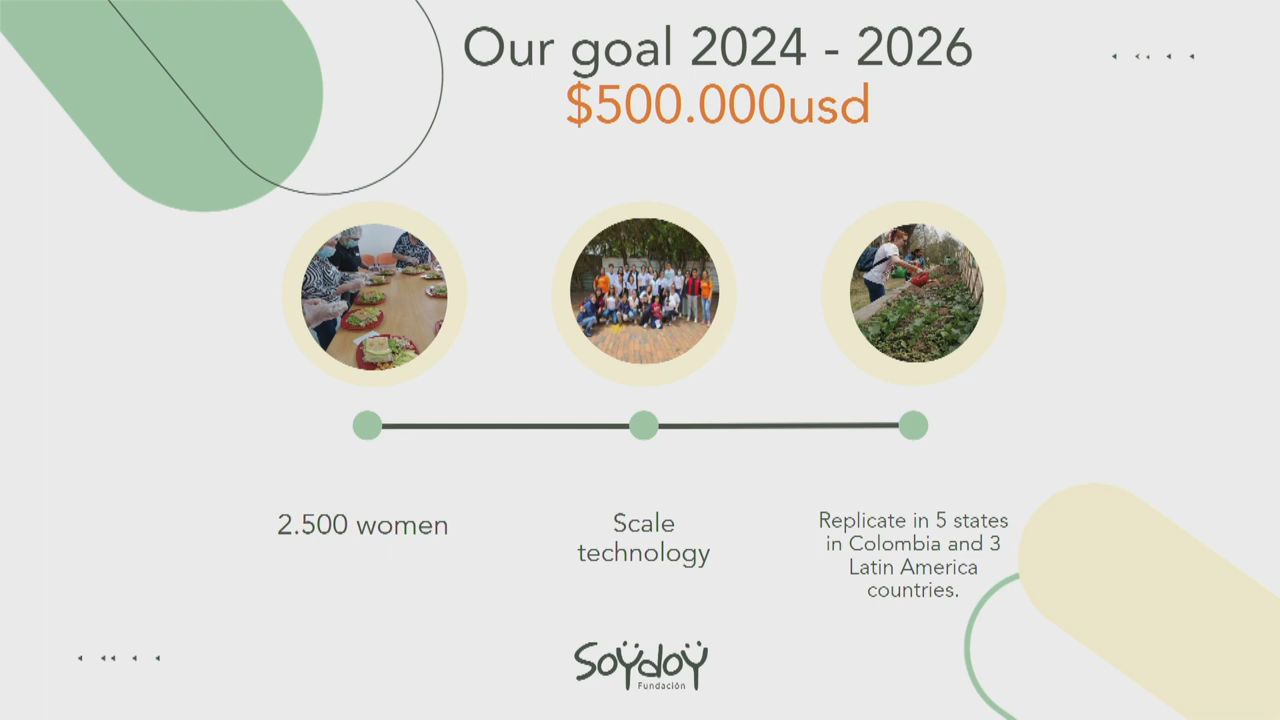 Our goal 2024 - 2026
$500.000usd
2.500 women
Scale
technology
Replicate in 5 states
in Colombia and 3
Latin America
countries.
SoŸdoŸ
Fundación